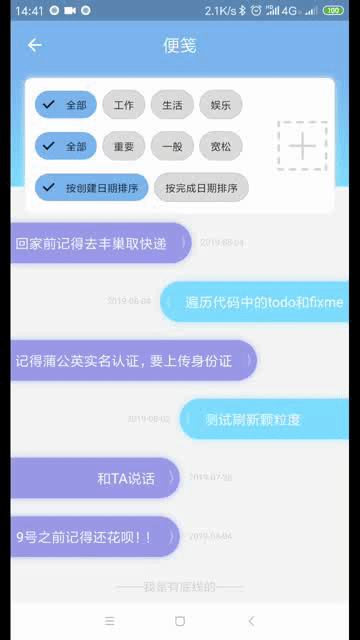 14:41 2.1K/s 4G 100
便笺
全部 工作 生活 娱乐
全部 重要 一般 宽松
按创建日期排序 按完成日期排序
回家前记得去丰巢取快递 2019-08-04
2019-08-04 遍历代码中的todo和fixme
记得蒲公英实名认证，要上传身份证
2019-08-02 测试刷新颗粒度
和TA说话
9号之前记得还花呗！！ 2019-08-04
我是有底线的